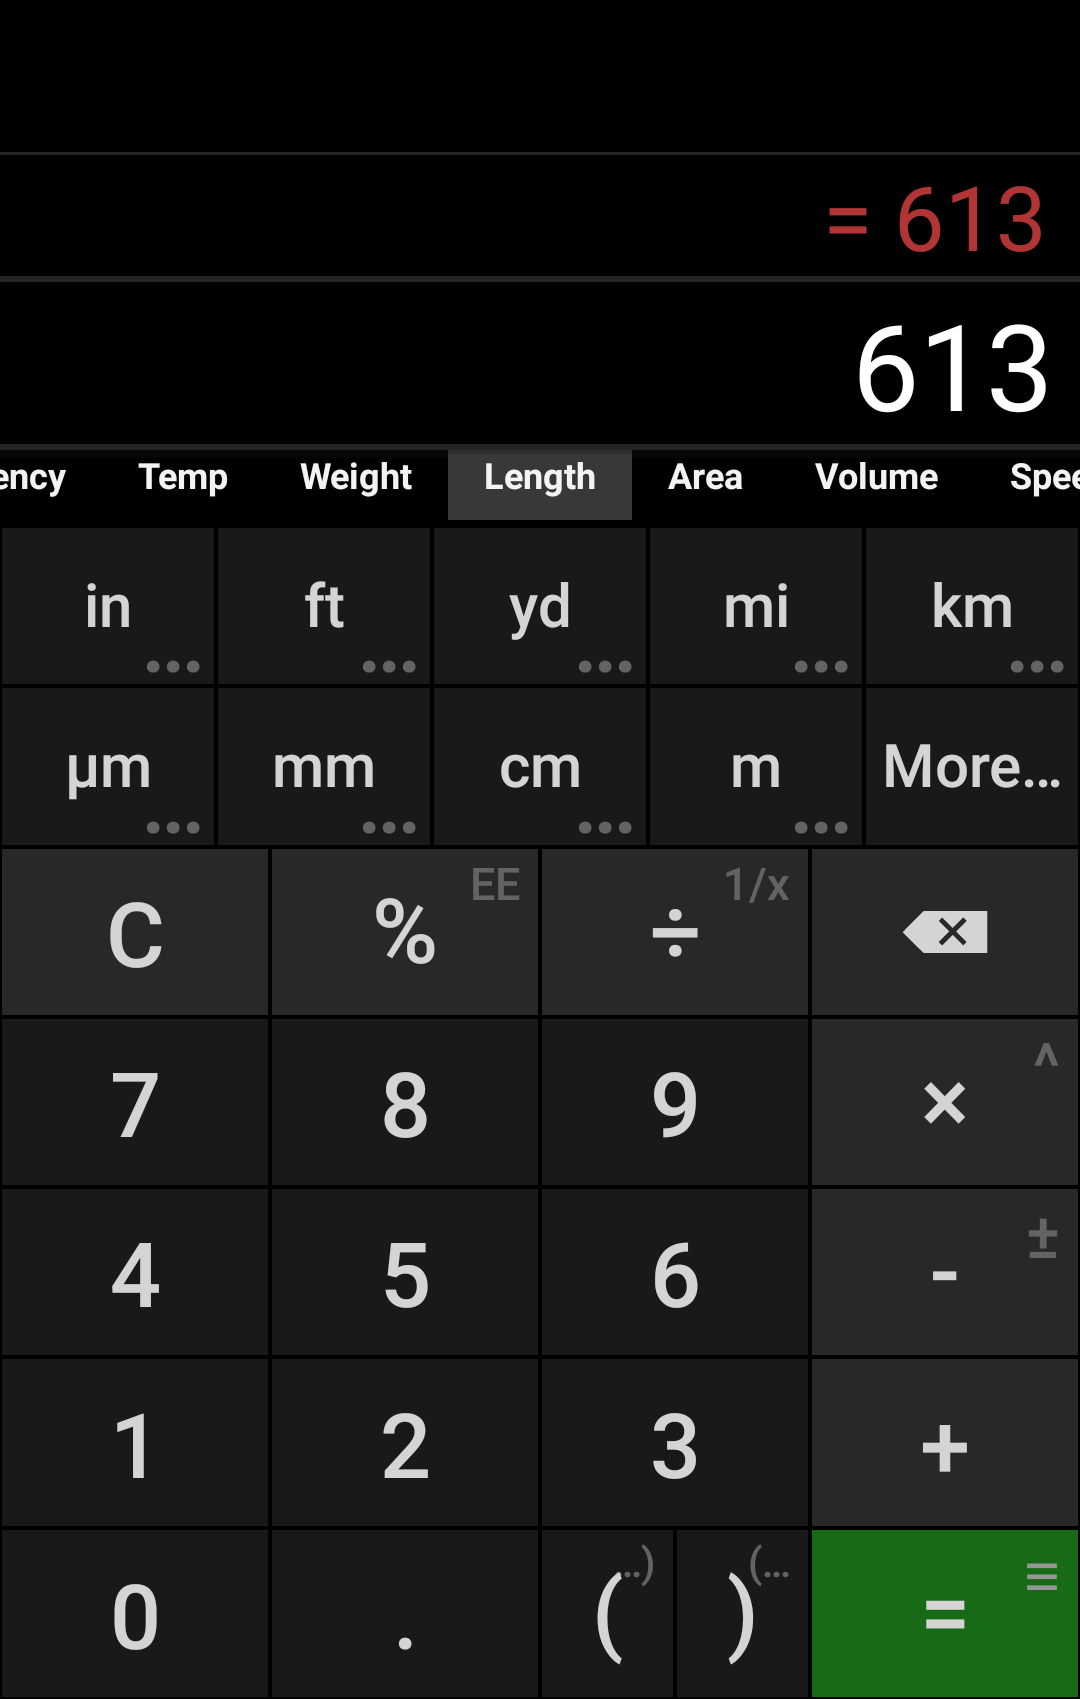 = 613
613
ency Temp Weight Length Area Volume Spee
in ft yd mi km
µm mm cm m More...
C % EE ÷ 1/x
7 8 9 × ^
4 5 6 - ±
1 2 3 +
0 . ( ..) ) (... = ≡